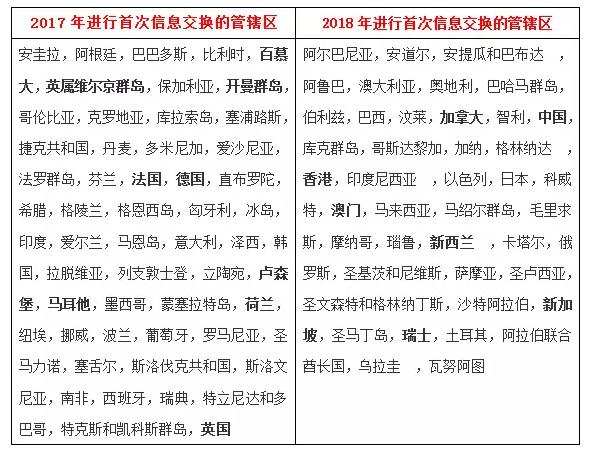 2017 年进行首次信息交换的管辖区
安圭拉，阿根廷，巴巴多斯，比利时，百慕
大，英属维尔京群岛，保加利亚，开曼群岛，
哥伦比亚，克罗地亚，库拉索岛，塞浦路斯，
捷克共和国，丹麦，多米尼加，爱沙尼亚，
法罗群岛，芬兰，法国，德国，直布罗陀，
希腊，格陵兰，格恩西岛，匈牙利，冰岛，
印度，爱尔兰，马恩岛，意大利，泽西，韩
国，拉脱维亚，列支敦士登，立陶宛，卢森
堡，马耳他，墨西哥，蒙塞拉特岛，荷兰，
纽埃，挪威，波兰，葡萄牙，罗马尼亚，圣
马力诺，塞舌尔，斯洛伐克共和国，斯洛文
尼亚，南非，西班牙，瑞典，特立尼达和多
巴哥，特克斯和凯科斯群岛，英国
2018 年进行首次信息交换的管辖区
阿尔巴尼亚，安道尔，安提瓜和巴布达 ，
阿鲁巴，澳大利亚，奥地利，巴哈马群岛，
伯利兹，巴西，汶莱，加拿大，智利，中国，
库克群岛，哥斯达黎加，加纳，格林纳达 ，
香港，印度尼西亚 ，以色列，日本，科威
特，澳门，马来西亚，马绍尔群岛，毛里求
斯，摩纳哥，瑙鲁，新西兰 ，卡塔尔，俄
罗斯，圣基茨和尼维斯，萨摩亚，圣卢西亚，
圣文森特和格林纳丁斯，沙特阿拉伯，新加
坡，圣马丁岛，瑞士，土耳其，阿拉伯联合
酋长国，乌拉圭 ，瓦努阿图